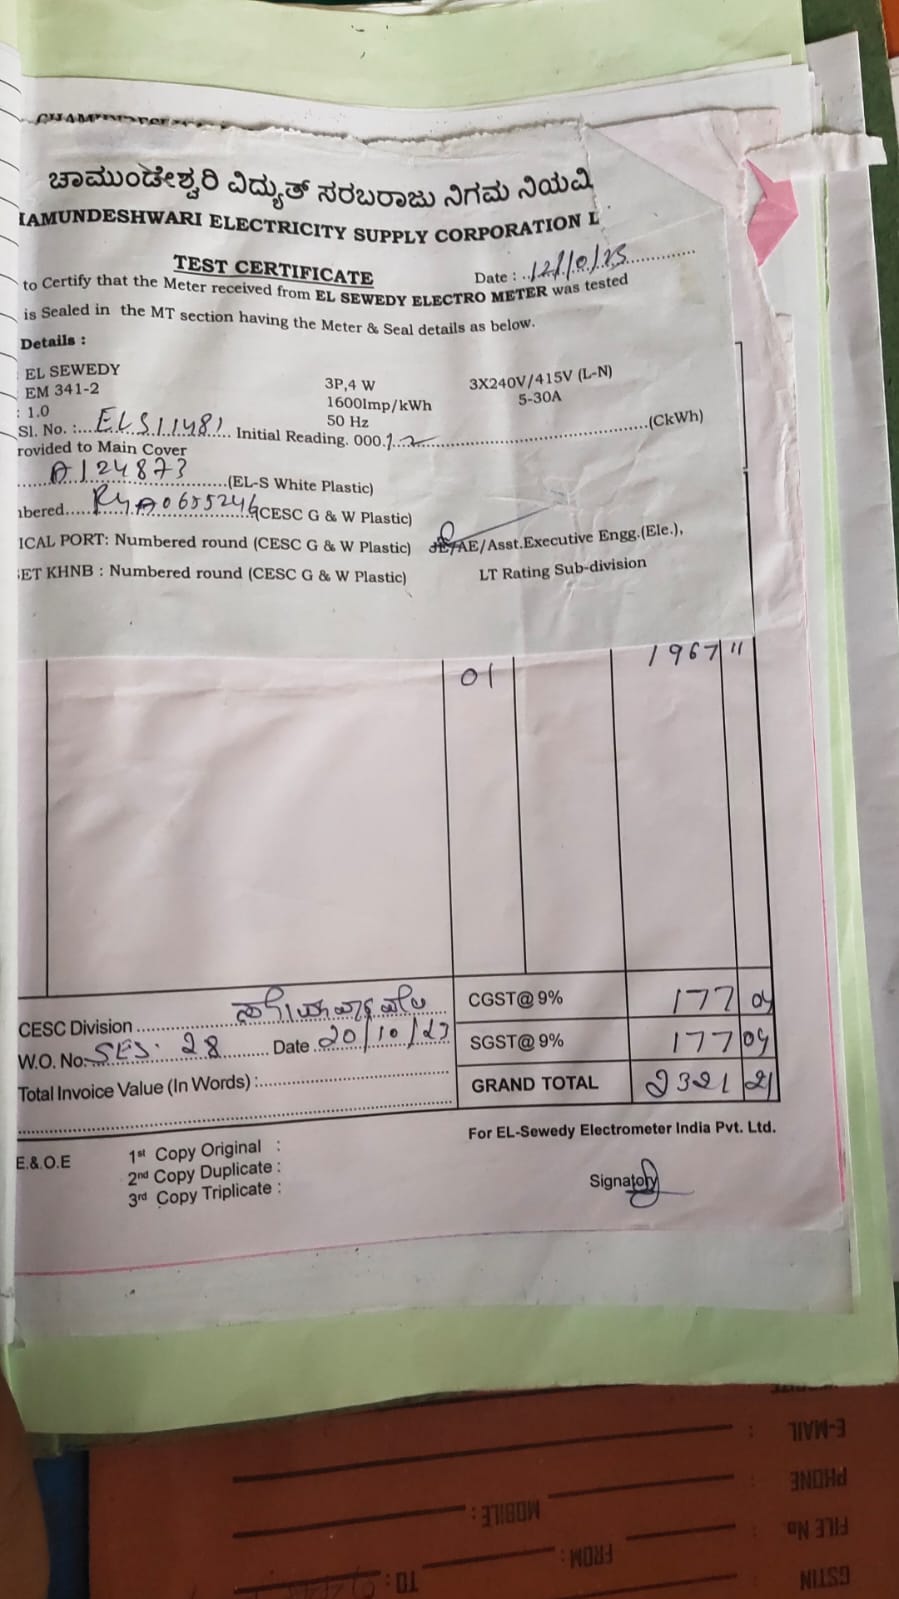 ಚಾಮುಂಡೇಶ್ವರಿ ವಿದ್ಯುತ್ ಸರಬರಾಜು ನಿಗಮ ನಿಯಮಿ
HAMUNDESHWARI ELECTRICITY SUPPLY CORPORATION L
TEST CERTIFICATE Date :
to Certify that the Meter received from EL SEWEDY ELECTRO METER was tested
is Sealed in the MT section having the Meter & Seal details as below.
Details :
EL SEWEDY 3P,4 W 3X240V/415V (L-N)
EM 341-2 1600Imp/kWh 5-30A
: 1.0 50 Hz
Sl. No. : ELS11481 Initial Reading. 000. (CkWh)
rovided to Main Cover
A124873 (EL-S White Plastic)
nbered (CESC G & W Plastic)
ICAL PORT: Numbered round (CESC G & W Plastic) JE/AE/Asst.Executive Engg.(Ele.),
ET KHNB : Numbered round (CESC G & W Plastic) LT Rating Sub-division
01 1967 11
CGST@ 9% 177 04
CESC Division
SGST@ 9% 177 04
W.O. No. SES. 28 Date 20/10/23
GRAND TOTAL 2321 21
Total Invoice Value (In Words) :
For EL-Sewedy Electrometer India Pvt. Ltd.
E.&.O.E 1st Copy Original :
2nd Copy Duplicate :
3rd Copy Triplicate :
Signatory
E-MAIL :
PHONE : MOBILE :
FILE No. :
FROM : TO :
GSTIN